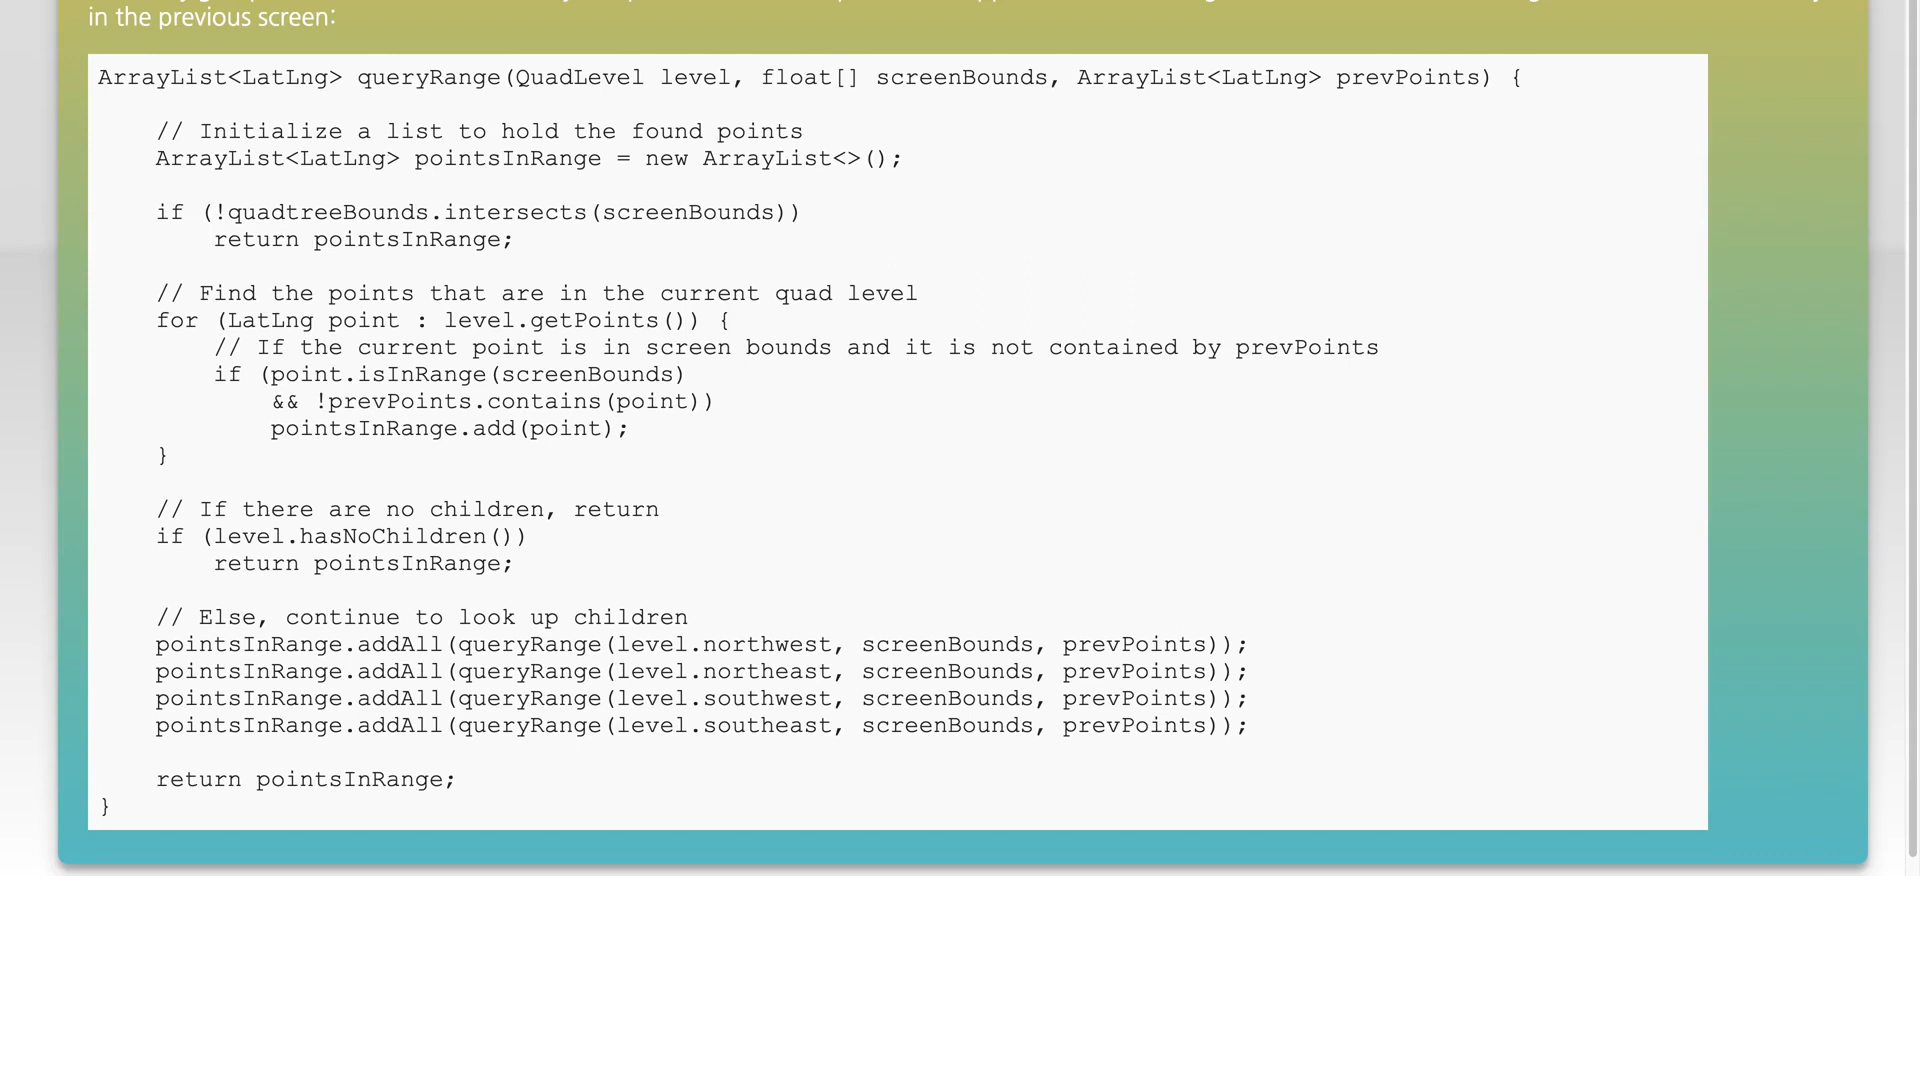 in the previous screen:
ArrayList<LatLng> queryRange(QuadLevel level, float[] screenBounds, ArrayList<LatLng> prevPoints) {
// Initialize a list to hold the found points
ArrayList<LatLng> pointsInRange = new ArrayList<>();
if (!quadtreeBounds.intersects(screenBounds))
return pointsInRange;
// Find the points that are in the current quad level
for (LatLng point : level.getPoints()) {
// If the current point is in screen bounds and it is not contained by prevPoints
if (point.isInRange(screenBounds)
&& !prevPoints.contains(point))
pointsInRange.add(point);
}
// If there are no children, return
if (level.hasNoChildren())
return pointsInRange;
// Else, continue to look up children
pointsInRange.addAll(queryRange(level.northwest, screenBounds, prevPoints));
pointsInRange.addAll(queryRange(level.northeast, screenBounds, prevPoints));
pointsInRange.addAll(queryRange(level.southwest, screenBounds, prevPoints));
pointsInRange.addAll(queryRange(level.southeast, screenBounds, prevPoints));
return pointsInRange;
}